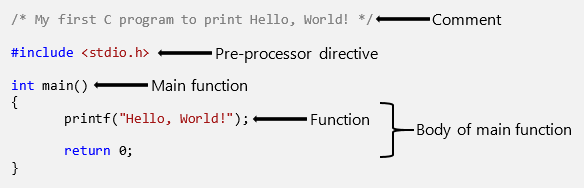 /* My first C program to print Hello, World! */ Comment
#include <stdio.h> Pre-processor directive
int main() Main function
{
printf("Hello, World!"); Function
Body of main function
return 0;
}